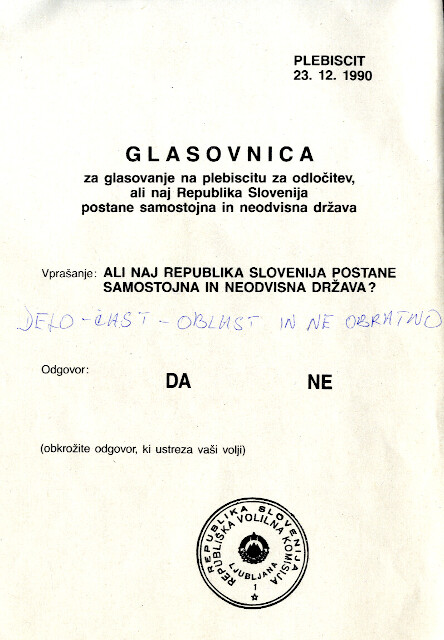 PLEBISCIT
23. 12. 1990
GLASOVNICA
za glasovanje na plebiscitu za odločitev,
ali naj Republika Slovenija
postane samostojna in neodvisna država
Vprašanje: ALI NAJ REPUBLIKA SLOVENIJA POSTANE
SAMOSTOJNA IN NEODVISNA DRŽAVA?
DELO - ČAST - OBLAST IN NE OBRATNO
Odgovor:
DA NE
(obkrožite odgovor, ki ustreza vaši volji)
REPUBLIKA SLOVENIJA
REPUBLIŠKA VOLILNA KOMISIJA
LJUBLJANA
1